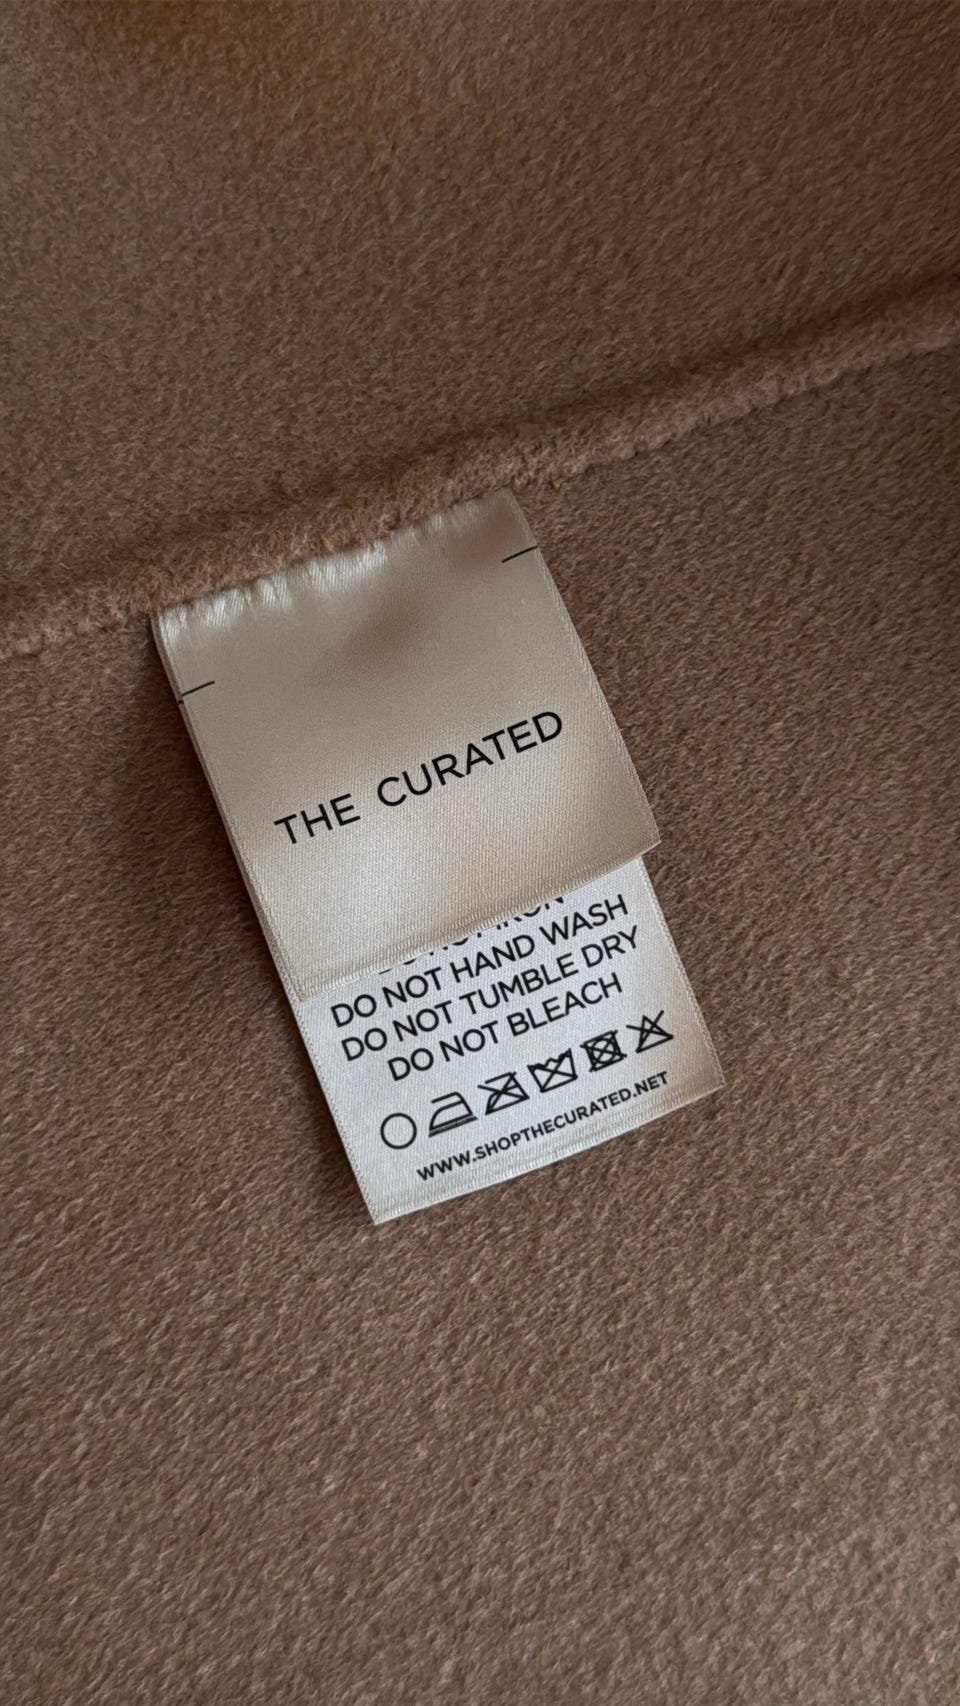 THE CURATED
DO NOT HAND WASH
DO NOT TUMBLE DRY
DO NOT BLEACH
WWW.SHOPTHECURATED.NET